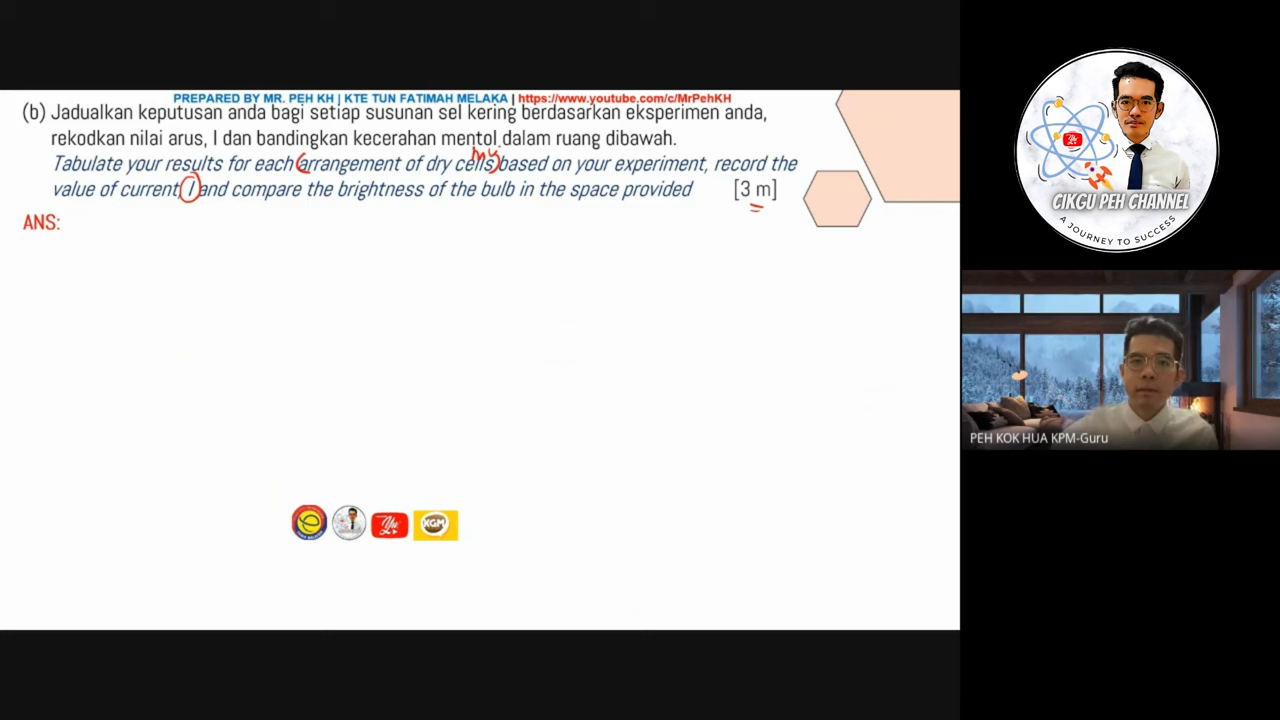 PREPARED BY MR. PEH KH | KTE TUN FATIMAH MELAKA | https://www.youtube.com/c/MrPehKH
(b) Jadualkan keputusan anda bagi setiap susunan sel kering berdasarkan eksperimen anda,
rekodkan nilai arus, I dan bandingkan kecerahan mentol dalam ruang dibawah.
Tabulate your results for each arrangement of dry cells based on your experiment, record the
value of current, I and compare the brightness of the bulb in the space provided [3 m]
ANS:
CIKGU PEH CHANNEL
A JOURNEY TO SUCCESS
PEH KOK HUA KPM-Guru
XGM